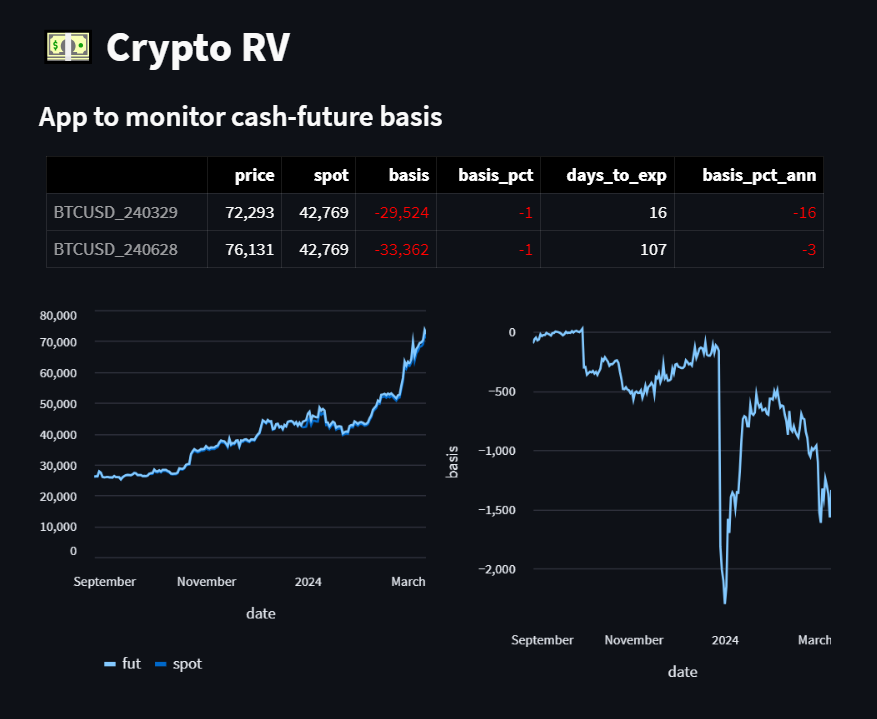 Crypto RV
App to monitor cash-future basis
price spot basis basis_pct days_to_exp basis_pct_ann
BTCUSD_240329 72,293 42,769 -29,524 -1 16 -16
BTCUSD_240628 76,131 42,769 -33,362 -1 107 -3
80,000
70,000
60,000
50,000
40,000
30,000
20,000
10,000
0
September November 2024 March
date
fut spot
0
−500
−1,000
−1,500
−2,000
basis
September November 2024 March
date